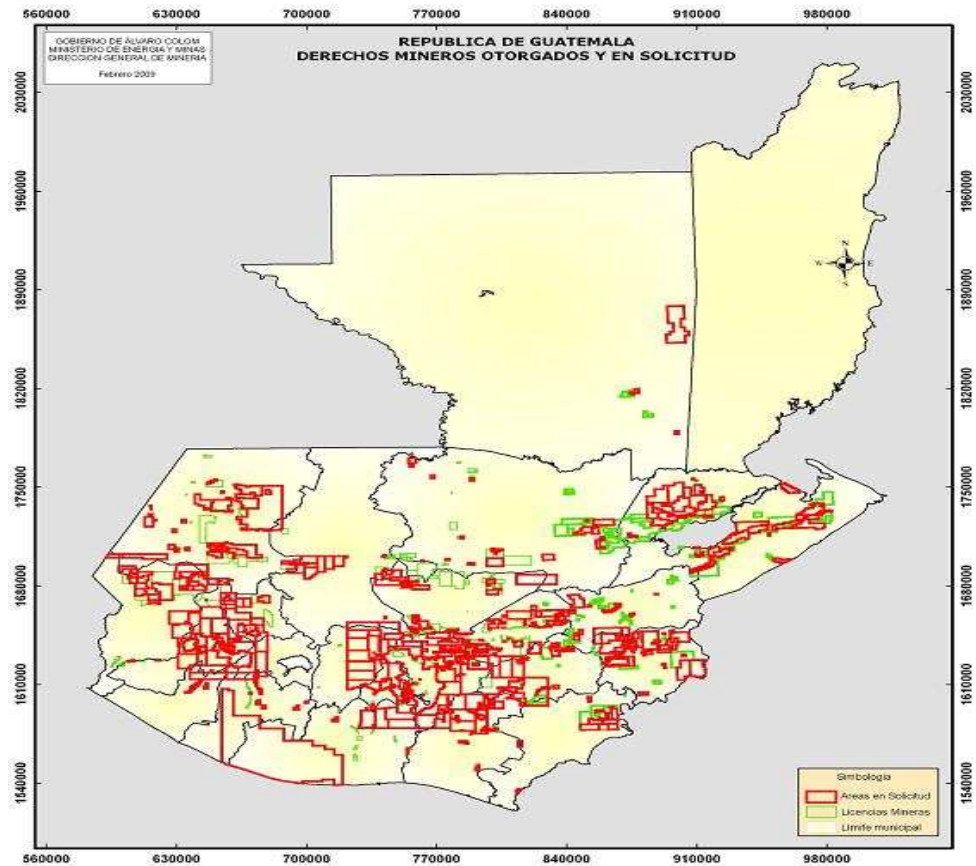 560000 630000 700000 770000 840000 910000 980000
GOBIERNO DE ÁLVARO COLOM
MINISTERIO DE ENERGIA Y MINAS
DIRECCION GENERAL DE MINERIA
Febrero 2009
REPUBLICA DE GUATEMALA
DERECHOS MINEROS OTORGADOS Y EN SOLICITUD
2030000 2030000
1960000 1960000
N
W E
S
1890000 1890000
1820000 1820000
1750000 1750000
1680000 1680000
1610000 1610000
1540000 1540000
Simbología
Areas en Solicitud
Licencias Mineras
Limite municipal
560000 630000 700000 770000 840000 910000 980000